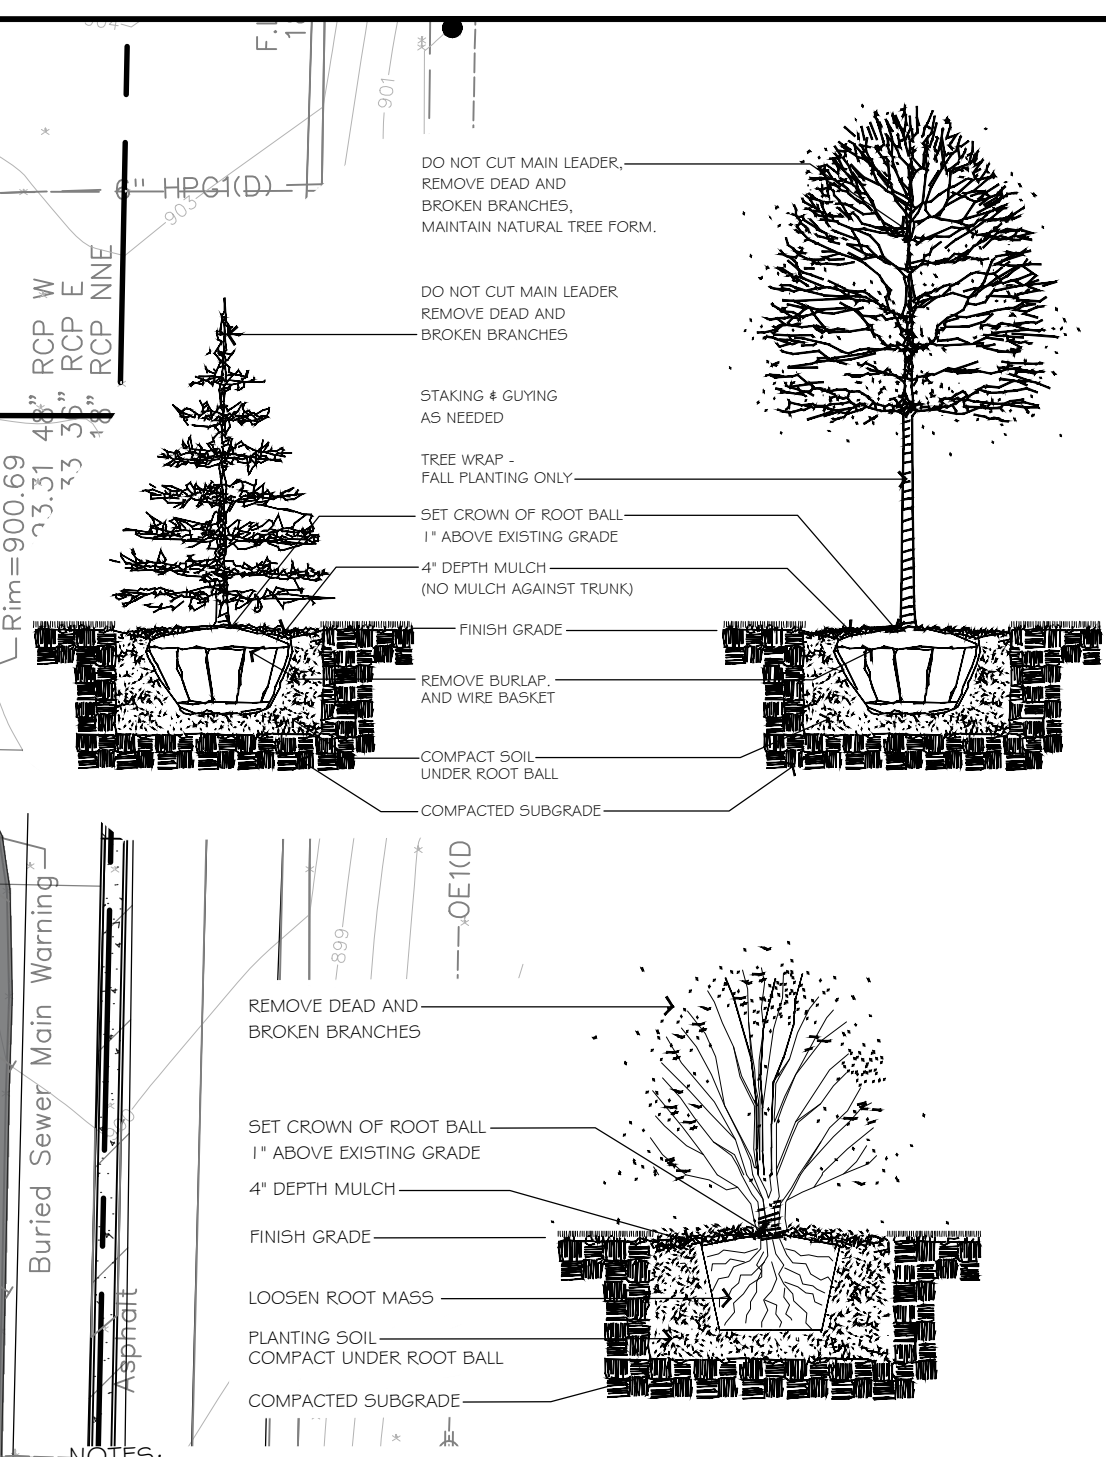 904
901
DO NOT CUT MAIN LEADER,
REMOVE DEAD AND
BROKEN BRANCHES,
MAINTAIN NATURAL TREE FORM.
6" HPG1(D)
903
DO NOT CUT MAIN LEADER
REMOVE DEAD AND
BROKEN BRANCHES
48" RCP W
36" RCP E
18" RCP NNE
STAKING & GUYING
AS NEEDED
TREE WRAP -
FALL PLANTING ONLY
Rim=900.69
SET CROWN OF ROOT BALL
1" ABOVE EXISTING GRADE
4" DEPTH MULCH
(NO MULCH AGAINST TRUNK)
FINISH GRADE
REMOVE BURLAP.
AND WIRE BASKET
COMPACT SOIL
UNDER ROOT BALL
COMPACTED SUBGRADE
Buried Sewer Main Warning
OE1(D
899
REMOVE DEAD AND
BROKEN BRANCHES
SET CROWN OF ROOT BALL
1" ABOVE EXISTING GRADE
4" DEPTH MULCH
FINISH GRADE
LOOSEN ROOT MASS
PLANTING SOIL
COMPACT UNDER ROOT BALL
COMPACTED SUBGRADE
Asphalt
NOTES: